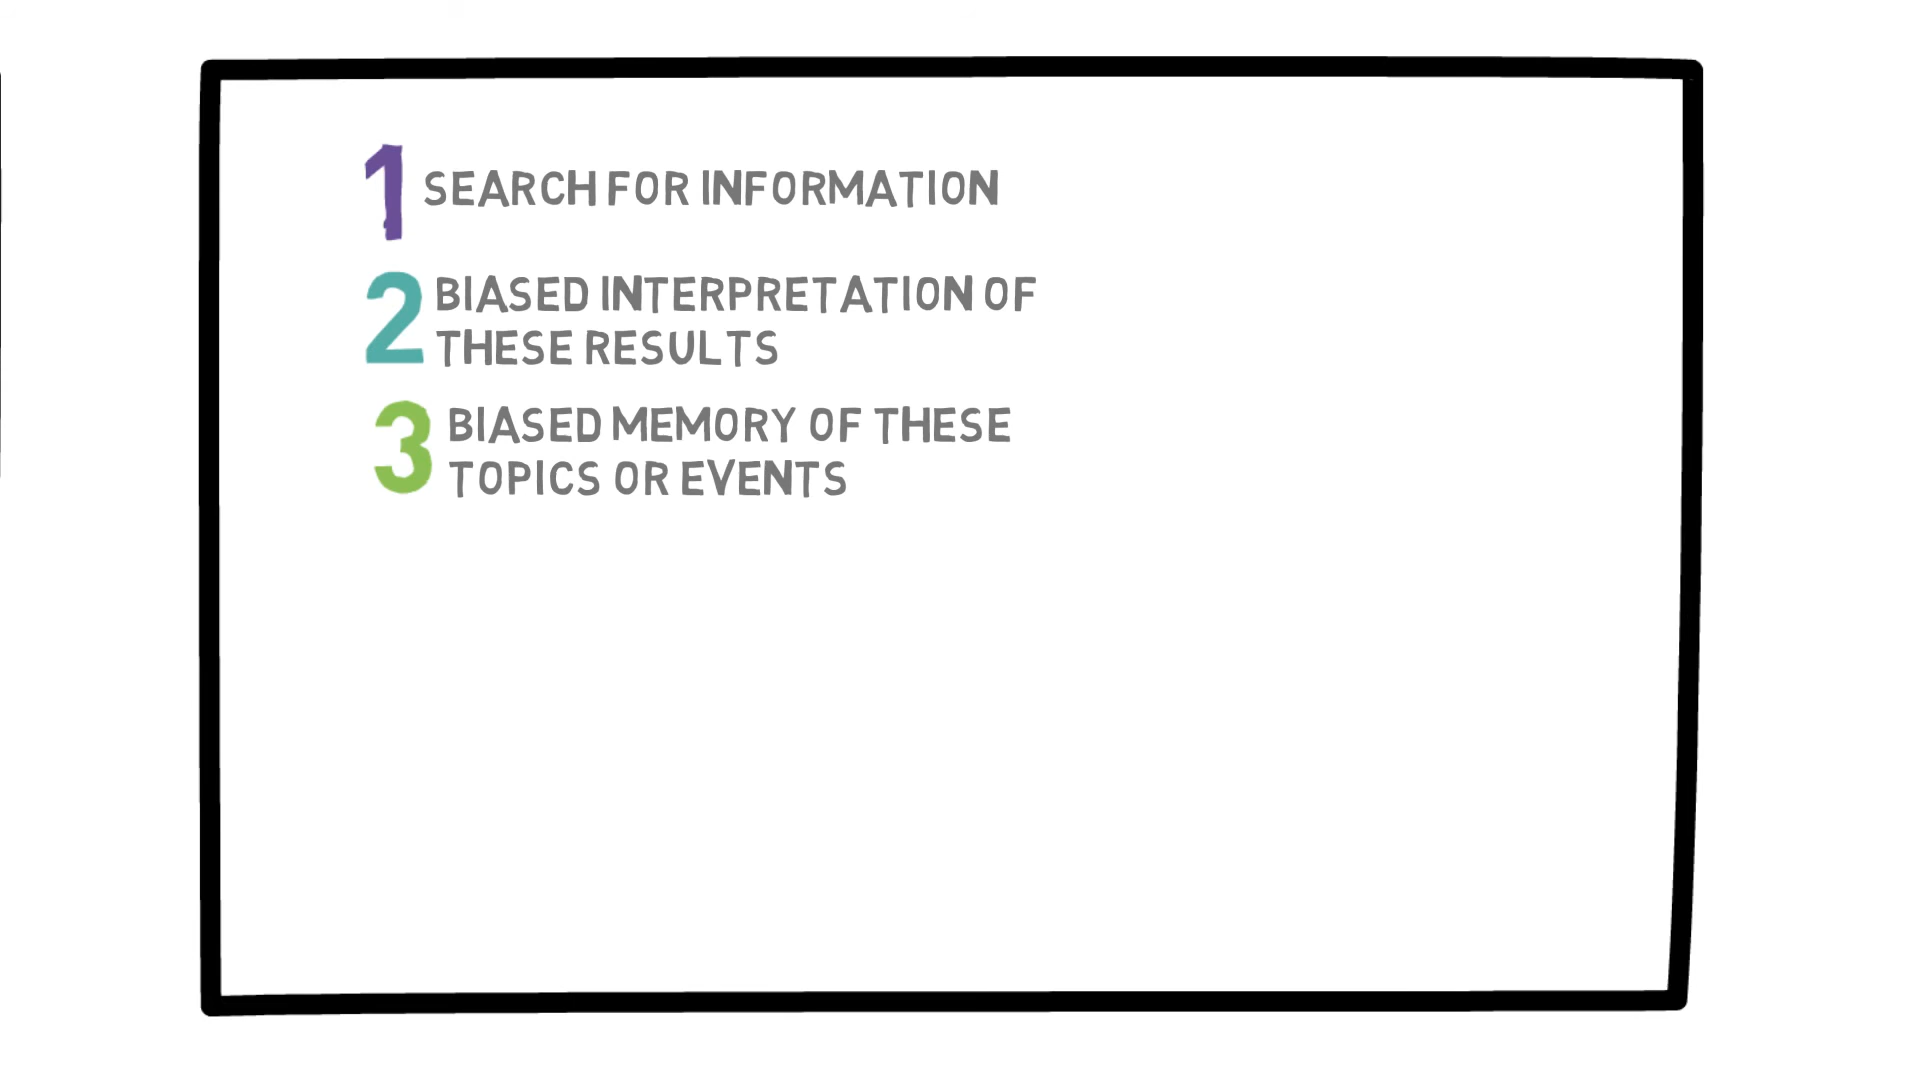 1 SEARCH FOR INFORMATION
2 BIASED INTERPRETATION OF
THESE RESULTS
3 BIASED MEMORY OF THESE
TOPICS OR EVENTS